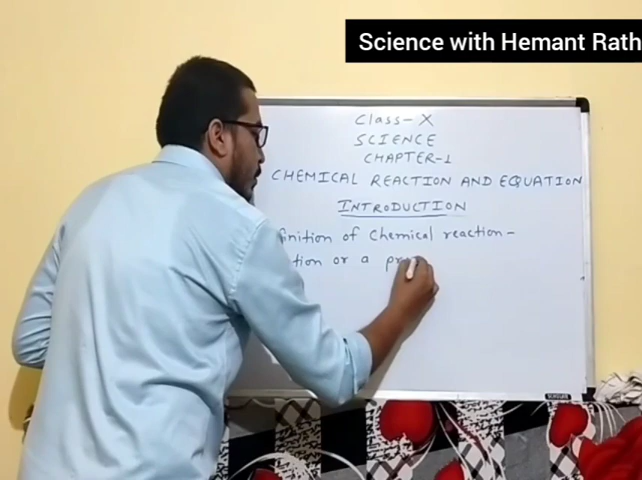 Science with Hemant Rath
Class-X
SCIENCE
CHAPTER-1
CHEMICAL REACTION AND EQUATION
INTRODUCTION
finition of Chemical reaction-
tion or a pr